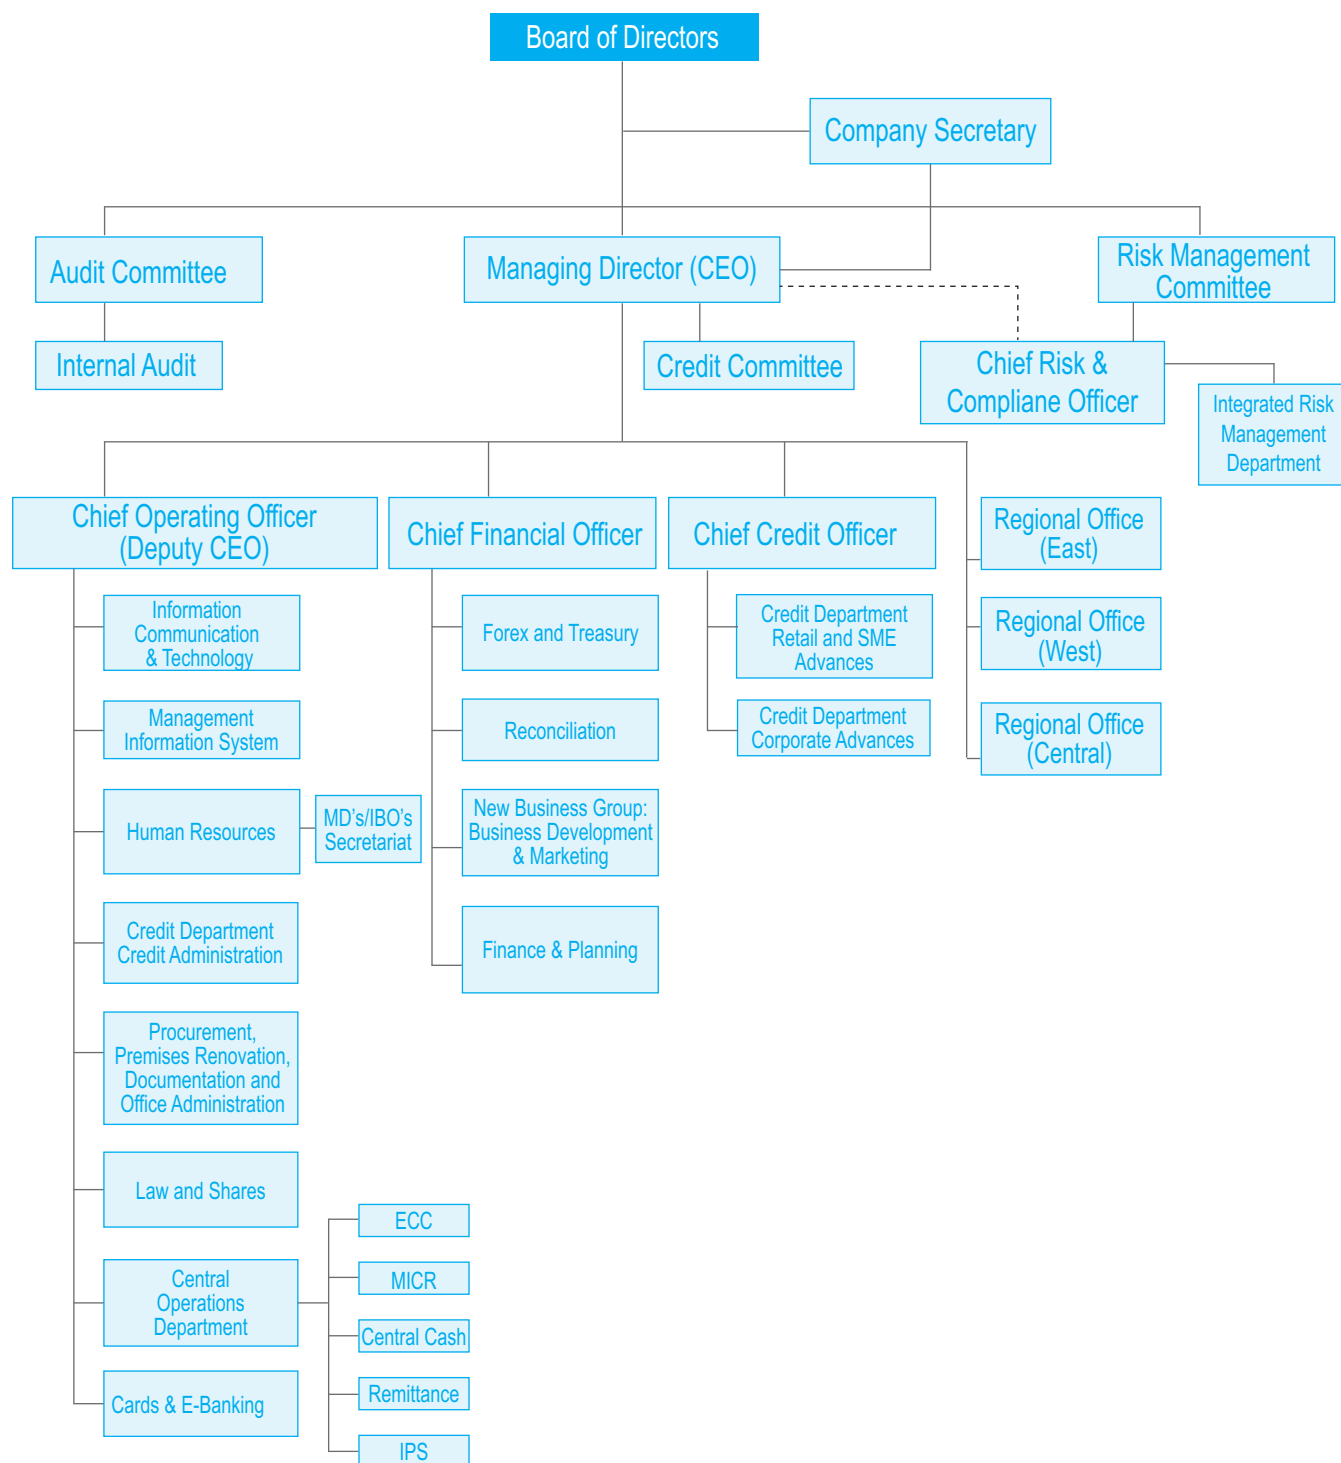 Board of Directors
Company Secretary
Audit Committee
Managing Director (CEO)
Risk Management
Committee
Internal Audit
Credit Committee
Chief Risk &
Compliane Officer
Integrated Risk
Management
Department
Chief Operating Officer
(Deputy CEO)
Chief Financial Officer
Chief Credit Officer
Regional Office
(East)
Information
Communication
& Technology
Forex and Treasury
Credit Department
Retail and SME
Advances
Regional Office
(West)
Management
Information System
Reconciliation
Credit Department
Corporate Advances
Regional Office
(Central)
Human Resources
MD's/IBO's
Secretariat
New Business Group:
Business Development
& Marketing
Credit Department
Credit Administration
Finance & Planning
Procurement,
Premises Renovation,
Documentation and
Office Administration
Law and Shares
Central
Operations
Department
ECC
MICR
Central Cash
Remittance
IPS
Cards & E-Banking